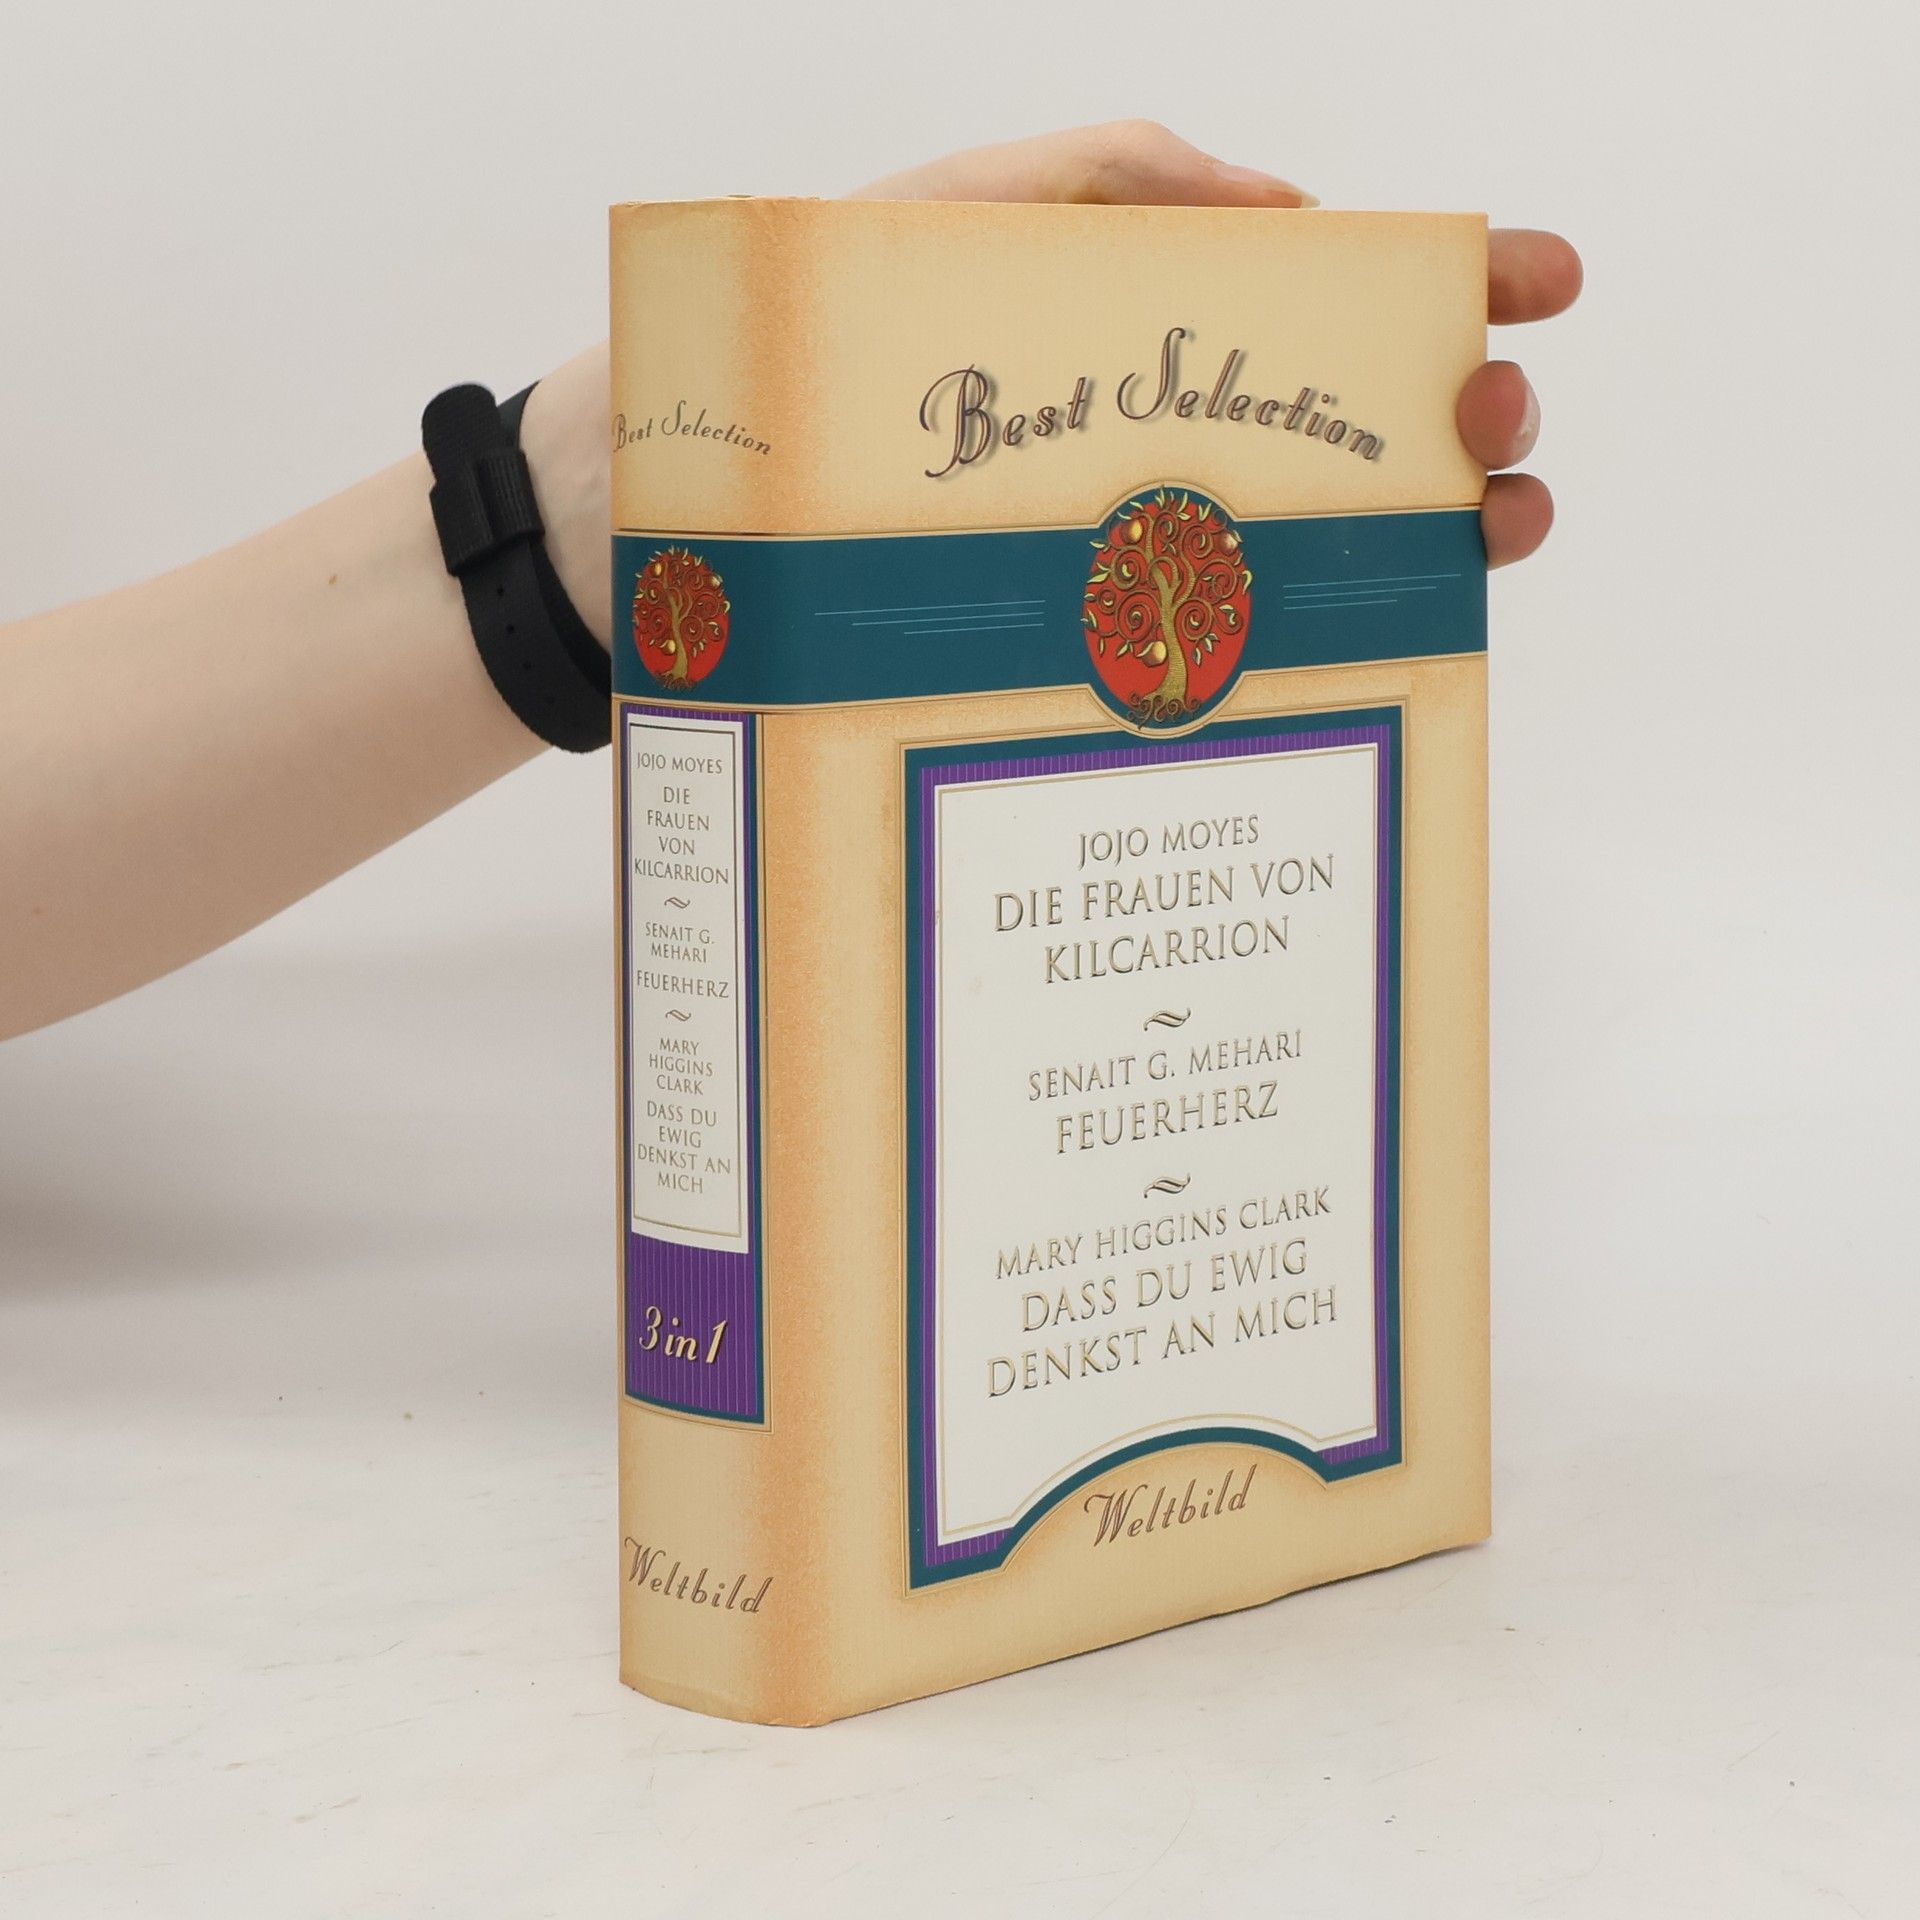 Best Selection
JOJO MOYES
DIE
FRAUEN
VON
KILCARRION
SENAIT G.
MEHARI
FEUERHERZ
MARY
HIGGINS
CLARK
DASS DU
EWIG
DENKST AN
MICH
3 in 1
Weltbild
Best Selection
JOJO MOYES
DIE FRAUEN VON
KILCARRION
SENAIT G. MEHARI
FEUERHERZ
MARY HIGGINS CLARK
DASS DU EWIG
DENKST AN MICH
Weltbild